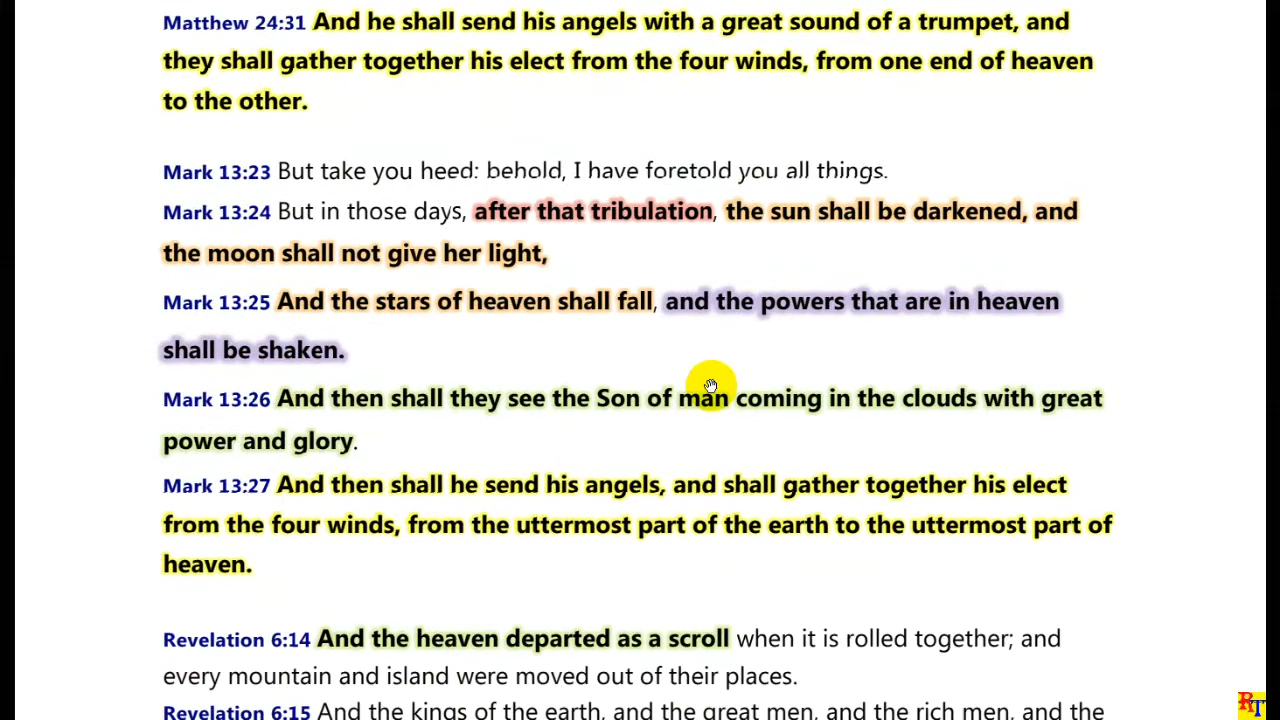 Matthew 24:31 And he shall send his angels with a great sound of a trumpet, and
they shall gather together his elect from the four winds, from one end of heaven
to the other.
Mark 13:23 But take you heed: behold, I have foretold you all things.
Mark 13:24 But in those days, after that tribulation, the sun shall be darkened, and
the moon shall not give her light,
Mark 13:25 And the stars of heaven shall fall, and the powers that are in heaven
shall be shaken.
Mark 13:26 And then shall they see the Son of man coming in the clouds with great
power and glory.
Mark 13:27 And then shall he send his angels, and shall gather together his elect
from the four winds, from the uttermost part of the earth to the uttermost part of
heaven.
Revelation 6:14 And the heaven departed as a scroll when it is rolled together; and
every mountain and island were moved out of their places.
Revelation 6:15 And the kings of the earth, and the great men, and the rich men, and the
RT